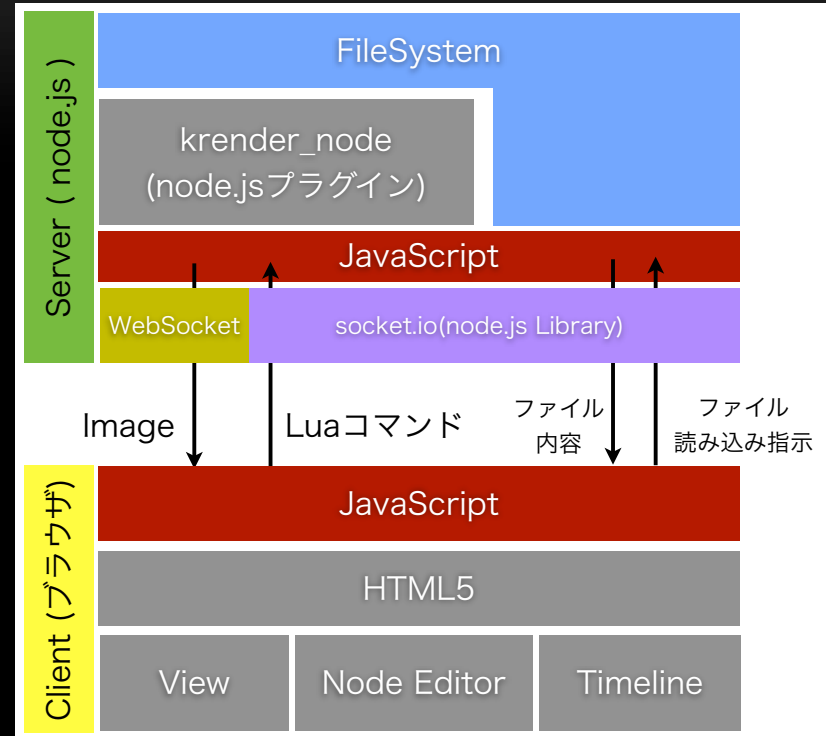 Server ( node.js )
FileSystem
krender_node
(node.jsプラグイン)
JavaScript
WebSocket
socket.io(node.js Library)
Image
Luaコマンド
ファイル
内容
ファイル
読み込み指示
Client (ブラウザ)
JavaScript
HTML5
View
Node Editor
Timeline